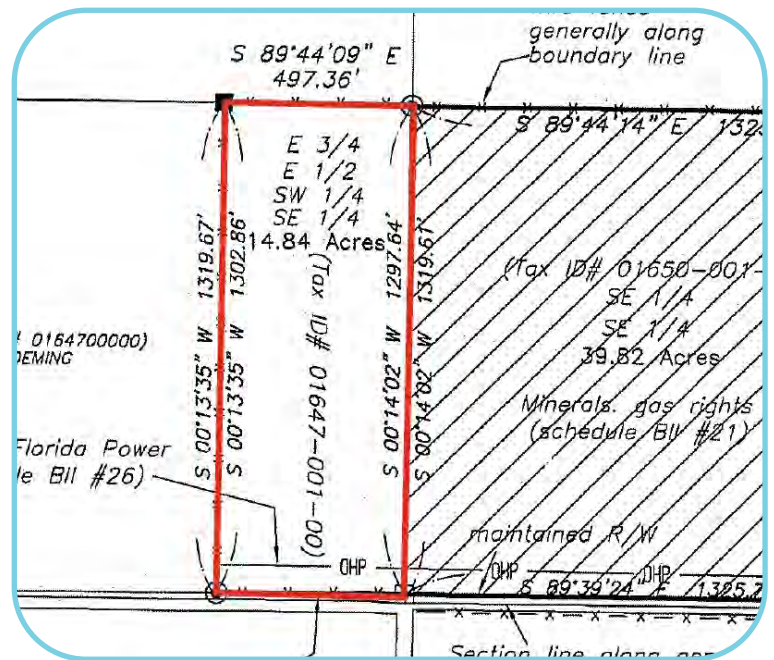 generally along
boundary line
S 89°44'09" E
497.36'
S 89°44'14" E
E 3/4
E 1/2
SW 1/4
SE 1/4
14.84 Acres
(Tax ID# 01647-001-00)
S 00°13'35" W 1319.67'
S 00°13'35" W 1302.86'
S 00°14'02" W 1297.64'
S 00°14'02" W 1319.61'
(Tax ID# 01650-001-
SE 1/4
SE 1/4
39.82 Acres
Minerals. gas rights
(schedule BII #21)
# 0164700000)
DEMING
Florida Power
le BII #26)
maintained R/W
OHP
OHP
OHP
S 89°39'24" E 1325.
Section line along